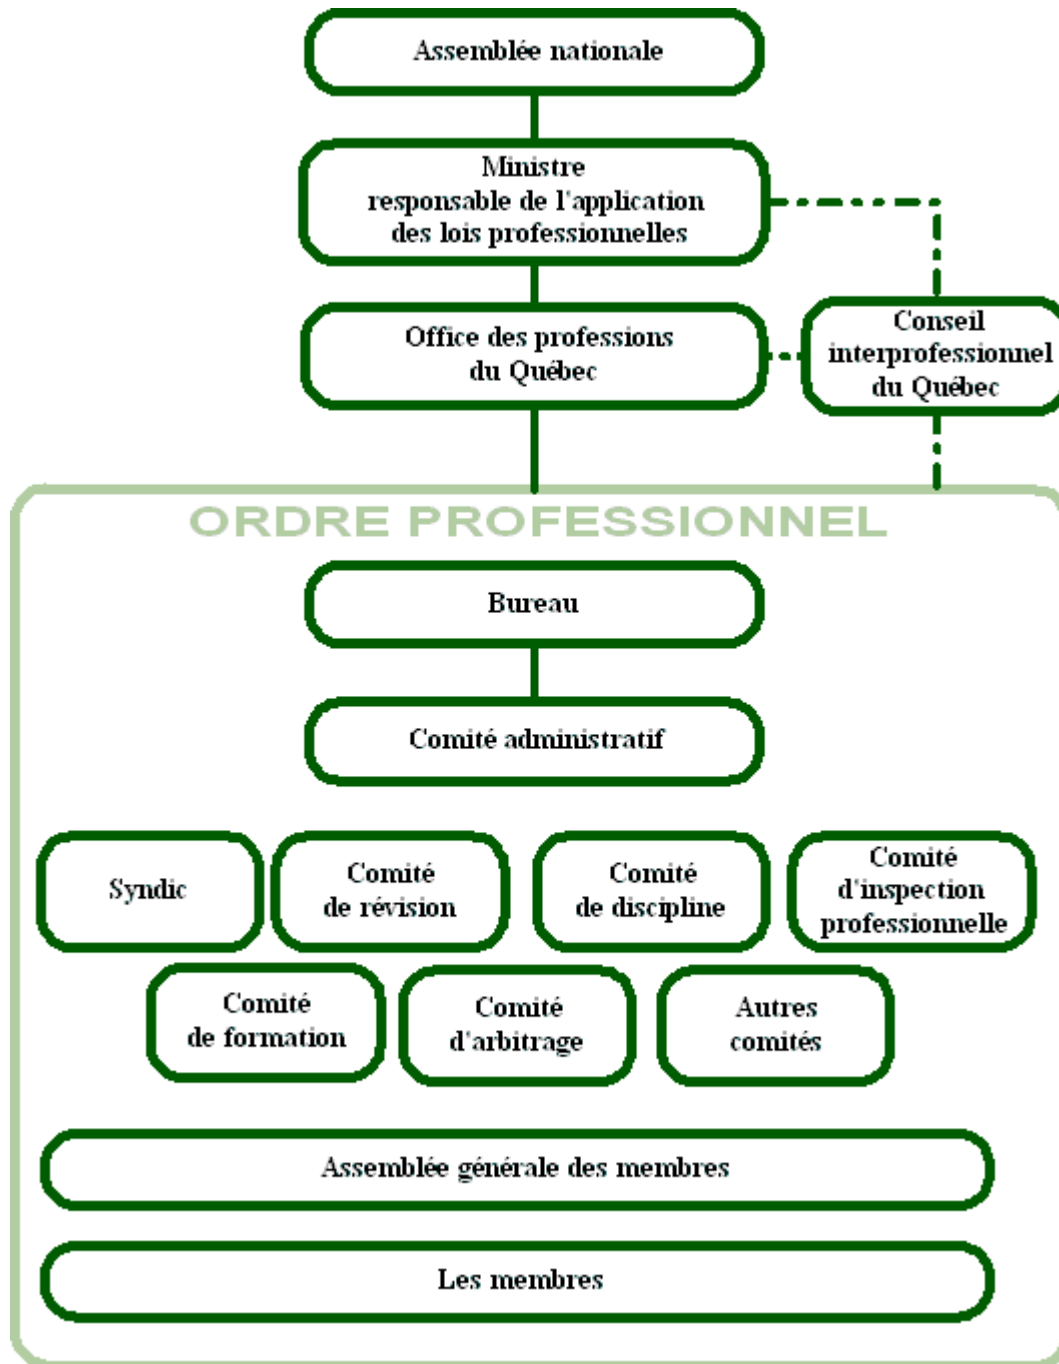 Assemblée nationale
Ministre
responsable de l'application
des lois professionnelles
Office des professions
du Québec
Conseil
interprofessionnel
du Québec
ORDRE PROFESSIONNEL
Bureau
Comité administratif
Syndic
Comité
de révision
Comité
de discipline
Comité
d'inspection
professionnelle
Comité
de formation
Comité
d'arbitrage
Autres
comités
Assemblée générale des membres
Les membres